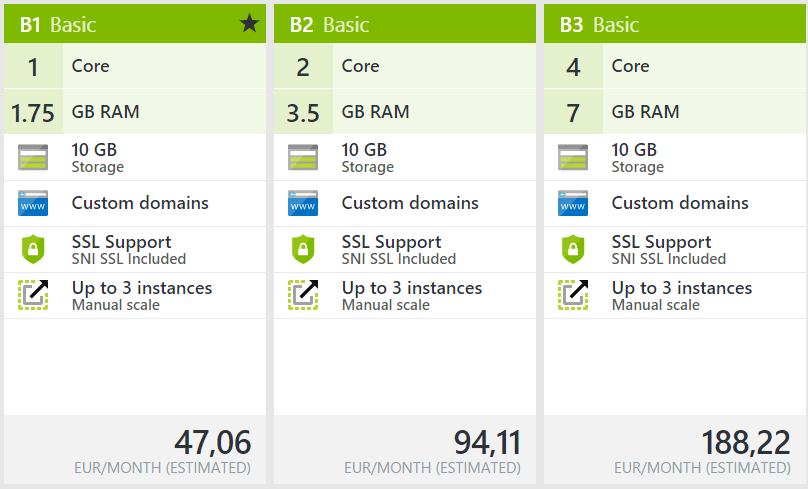 B1 Basic
1 Core
1.75 GB RAM
10 GB
Storage
www
Custom domains
SSL Support
SNI SSL Included
Up to 3 instances
Manual scale
47,06
EUR/MONTH (ESTIMATED)
B2 Basic
2 Core
3.5 GB RAM
10 GB
Storage
www
Custom domains
SSL Support
SNI SSL Included
Up to 3 instances
Manual scale
94,11
EUR/MONTH (ESTIMATED)
B3 Basic
4 Core
7 GB RAM
10 GB
Storage
www
Custom domains
SSL Support
SNI SSL Included
Up to 3 instances
Manual scale
188,22
EUR/MONTH (ESTIMATED)